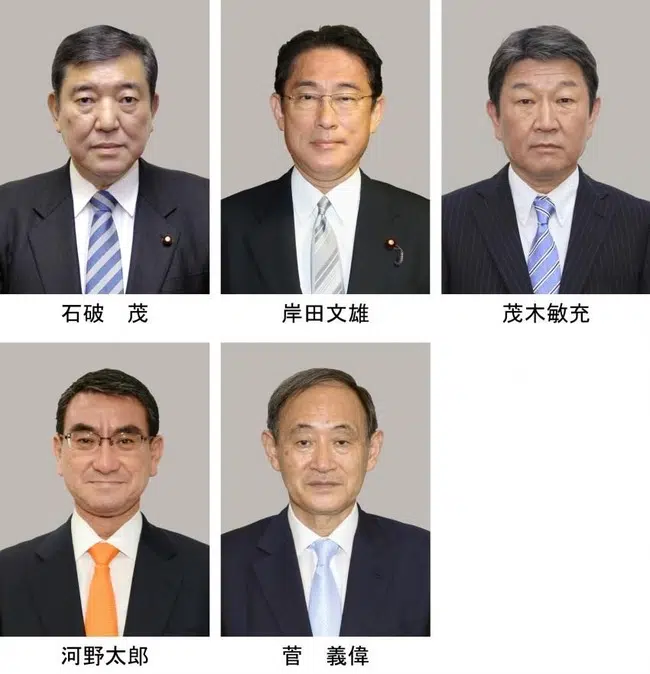 石破　茂
岸田文雄
茂木敏充
河野太郎
菅　義偉